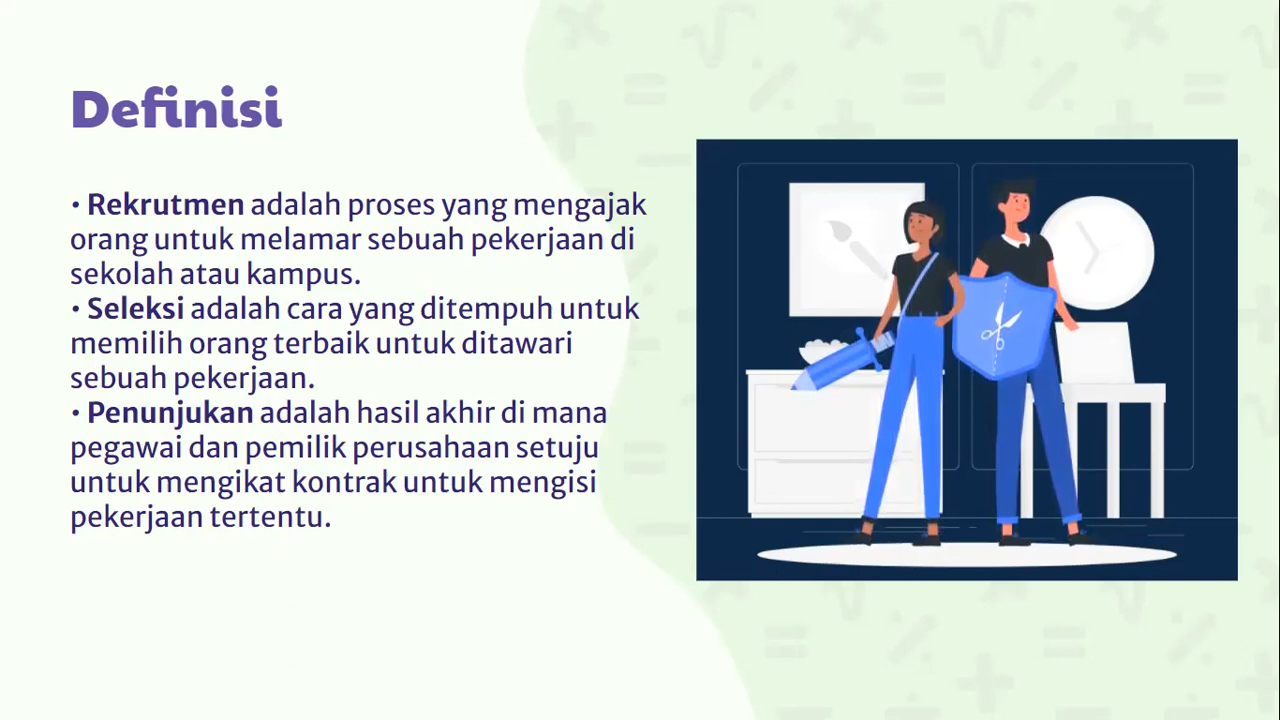 Definisi
• Rekrutmen adalah proses yang mengajak
orang untuk melamar sebuah pekerjaan di
sekolah atau kampus.
• Seleksi adalah cara yang ditempuh untuk
memilih orang terbaik untuk ditawari
sebuah pekerjaan.
• Penunjukan adalah hasil akhir di mana
pegawai dan pemilik perusahaan setuju
untuk mengikat kontrak untuk mengisi
pekerjaan tertentu.